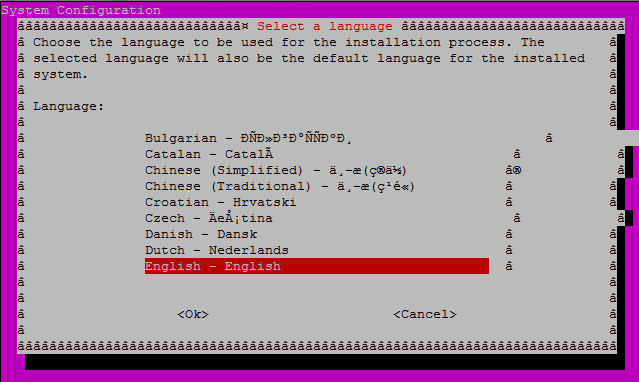 System Configuration
âââââââââââââââââââââââââââââ¤ Select a language ââââââââââââââââââââââââââââ
â Choose the language to be used for the installation process. The â
â selected language will also be the default language for the installed â
â system. â
â â
â Language: â
â â
â Bulgarian - ÐÑÐ»Ð³Ð°ÑÑÐºÐ¸ â
â Catalan - CatalÃ â â
â Chinese (Simplified) - ä¸­æ(ç®ä½) â®
â Chinese (Traditional) - ä¸­æ(ç¹é«) â â
â Croatian - Hrvatski â â
â Czech - ÄeÅ¡tina â â
â Danish - Dansk â â
â Dutch - Nederlands â â
â English - English â â
â â
â â
â <Ok> <Cancel> â
â â
âââââââââââââââââââââââââââââââââââââââââââââââââââââââââââââââââââââââââââ